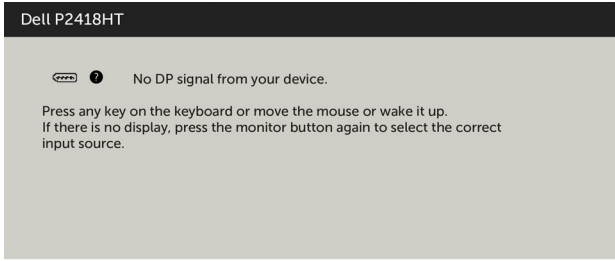 Dell P2418HT
? No DP signal from your device.
Press any key on the keyboard or move the mouse or wake it up.
If there is no display, press the monitor button again to select the correct
input source.